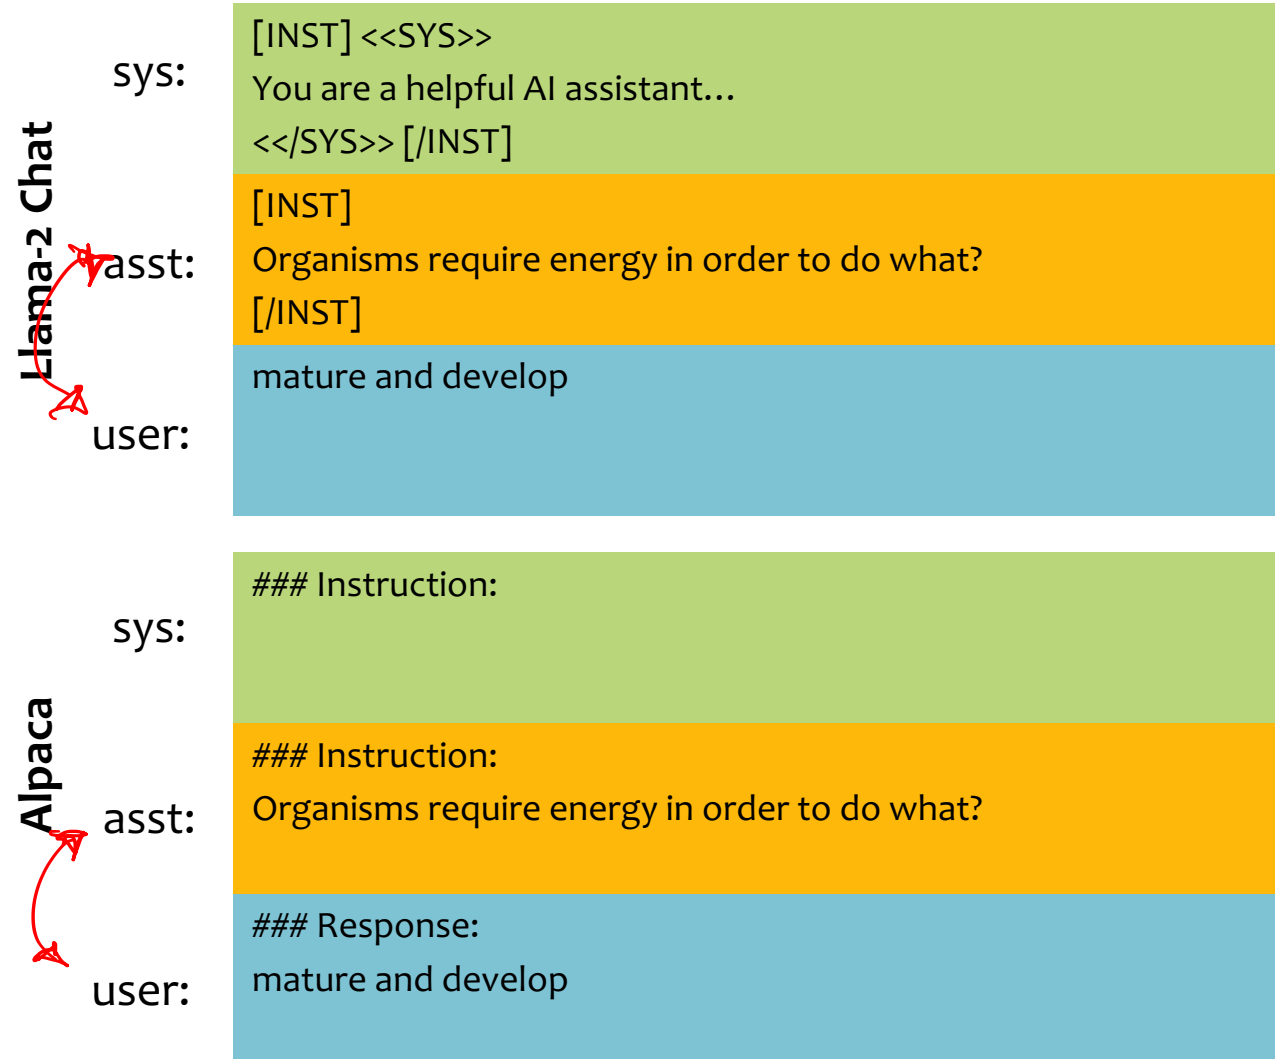 Llama-2 Chat
sys:
[INST] <<SYS>>
You are a helpful AI assistant…
<</SYS>> [/INST]
asst:
[INST]
Organisms require energy in order to do what?
[/INST]
user:
mature and develop
Alpaca
sys:
### Instruction:
asst:
### Instruction:
Organisms require energy in order to do what?
user:
### Response:
mature and develop